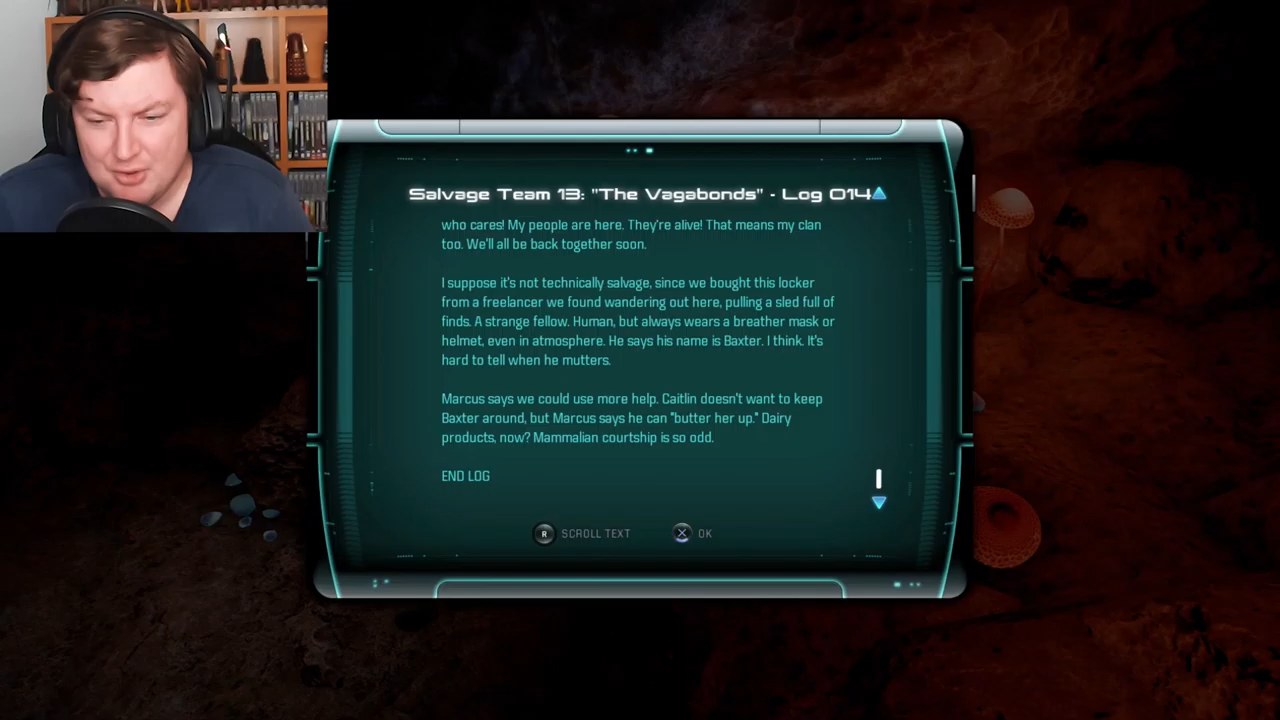 Salvage Team 13: "The Vagabonds" - Log 014
who cares! My people are here. They're alive! That means my clan
too. We'll all be back together soon.
I suppose it's not technically salvage, since we bought this locker
from a freelancer we found wandering out here, pulling a sled full of
finds. A strange fellow. Human, but always wears a breather mask or
helmet, even in atmosphere. He says his name is Baxter. I think. It's
hard to tell when he mutters.
Marcus says we could use more help. Caitlin doesn't want to keep
Baxter around, but Marcus says he can "butter her up." Dairy
products, now? Mammalian courtship is so odd.
END LOG
R SCROLL TEXT OK